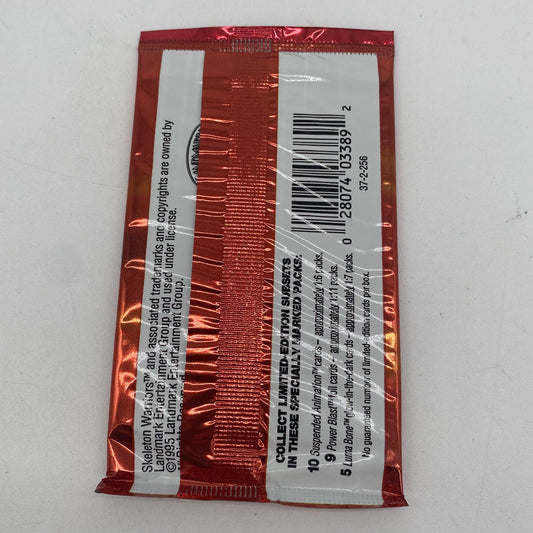 Skeleton Warriors™ and associated trademarks and copyrights are owned by
Landmark Entertainment Group and used under license.
©1995 Landmark Entertainment Group.
COLLECT LIMITED-EDITION SUBSETS
IN THESE SPECIALLY MARKED PACKS:
10 Suspended Animation™ cards – approximately 1:6 packs.
9 Power Blast™ foil cards – approximately 1:11 packs.
5 Luma Bone™ glow-in-the-dark cards – approximately 1:7 packs.
No guaranteed number of limited-edition cards per box.
0 28074 03389 2
37-2-256